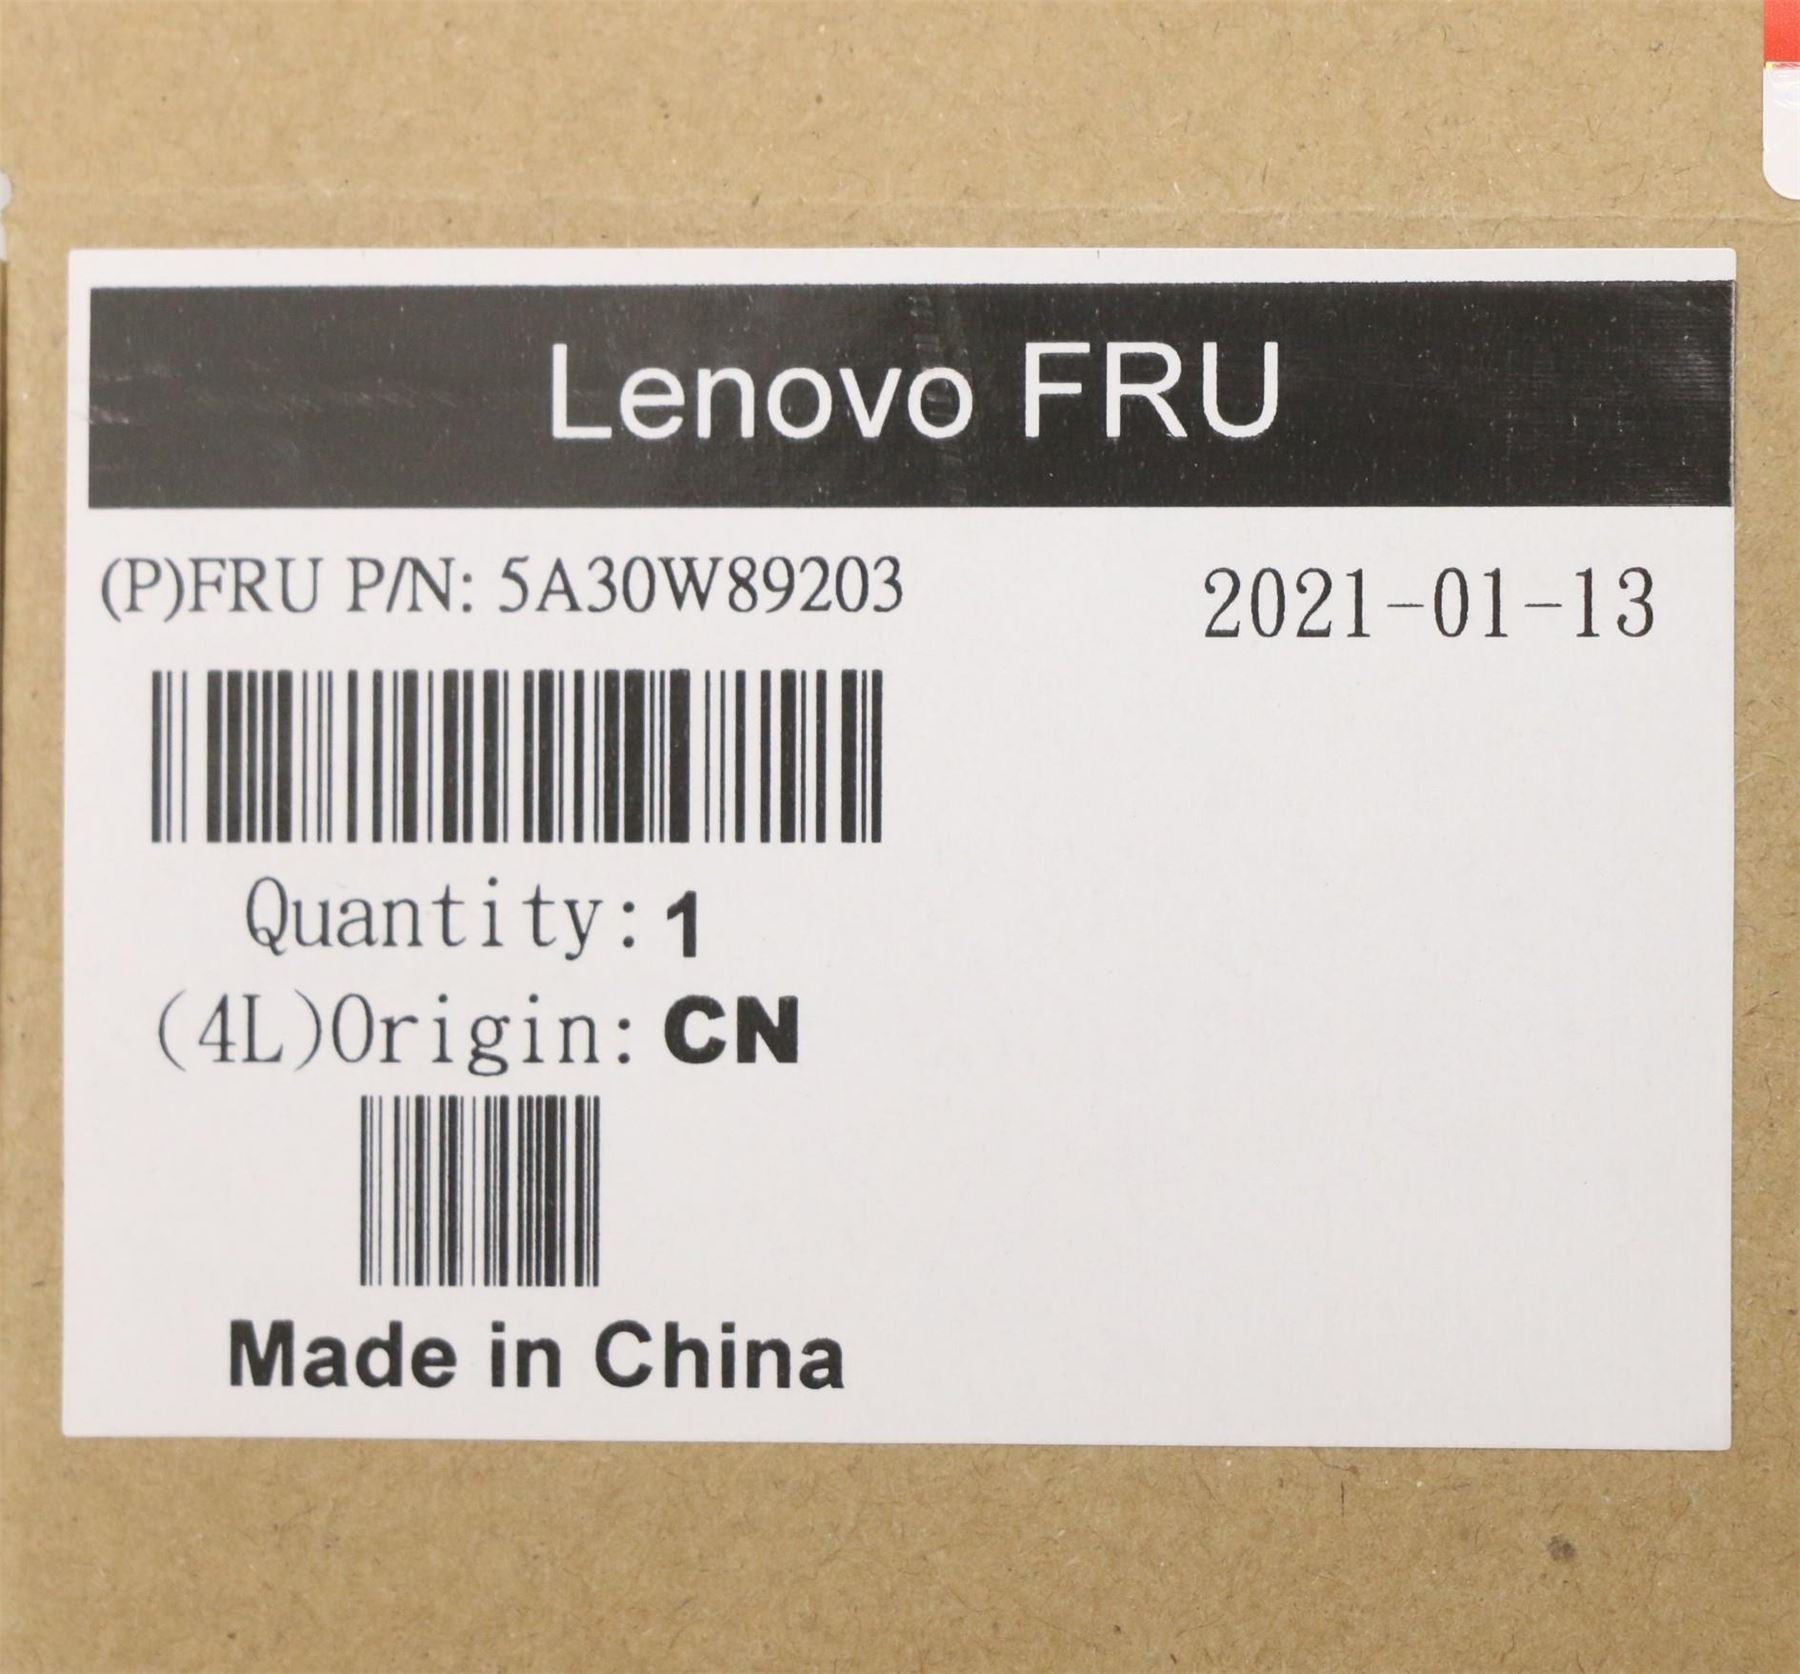 Lenovo FRU
(P)FRU P/N: 5A30W89203
2021-01-13
Quantity:1
(4L)Origin:CN
Made in China